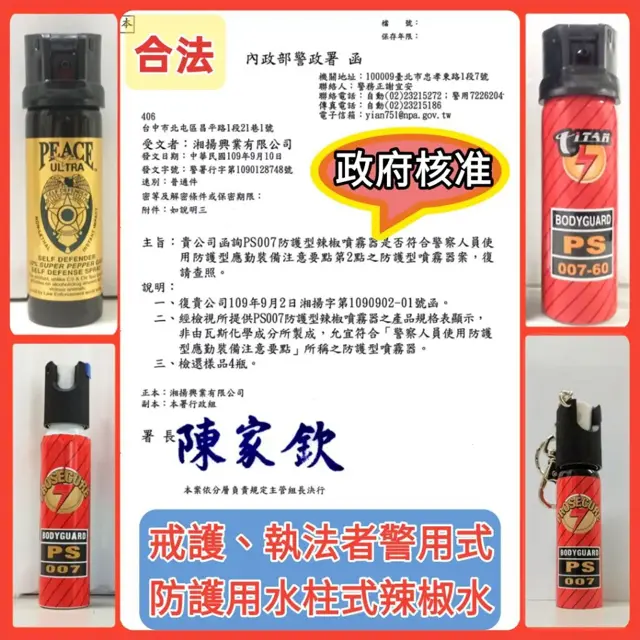 本
檔 號:
保存年限:
合法
內政部警政署 函
機關地址:100009臺北市忠孝東路1段7號
聯絡人:警務正謝宜安
聯絡電話:自動(02)23215272;警用7226204
傳真電話:自動(02)23215186
電子信箱:yian751@npa.gov.tw
406
台中市北屯區昌平路1段21巷1號
受文者:湘揚興業有限公司
發文日期:中華民國109年9月10日
發文字號:警署行字第1090128748號
速別:普通件
密等及解密條件或保密期限:
附件:如說明三
政府核准
主旨:貴公司函詢PS007防護型辣椒噴霧器是否符合警察人員使
用防護型應勤裝備注意要點第2點之防護型噴霧器案,復
請查照。
說明:
一、復貴公司109年9月2日湘揚字第1090902-01號函。
二、經檢視所提供PS007防護型辣椒噴霧器之產品規格表顯示,
非由瓦斯化學成分所製成,允宜符合「警察人員使用防護
型應勤裝備注意要點」所稱之防護型噴霧器。
三、檢還樣品4瓶。
正本:湘揚興業有限公司
副本:本署行政組
署長 陳家欽
本案依分層負責規定主管組長決行
戒護、執法者警用式
防護用水柱式辣椒水
PEACE
ULTRA
SELF DEFENDER
SUPER PEPPER
SELF DEFENSE SPRAY
TITAN
BODYGUARD
PS
007-60
PROSECURE
BODYGUARD
PS
007
PROSECURE
BODYGUARD
PS
007